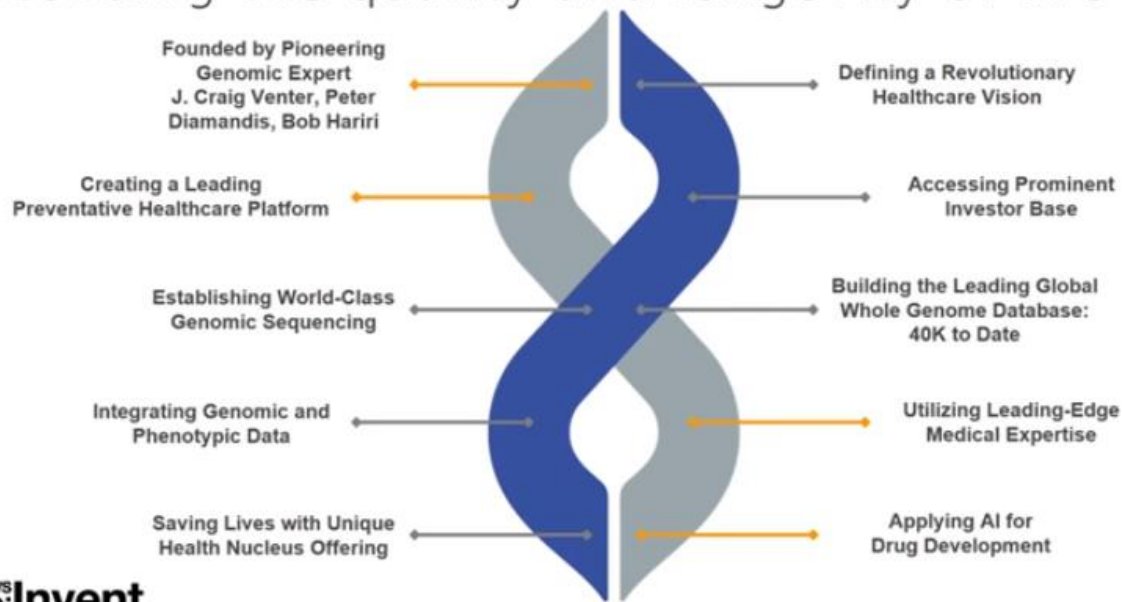 Founded by Pioneering
Genomic Expert
J. Craig Venter, Peter
Diamandis, Bob Hariri
Defining a Revolutionary
Healthcare Vision
Creating a Leading
Preventative Healthcare Platform
Accessing Prominent
Investor Base
Establishing World-Class
Genomic Sequencing
Building the Leading Global
Whole Genome Database:
40K to Date
Integrating Genomic and
Phenotypic Data
Utilizing Leading-Edge
Medical Expertise
Saving Lives with Unique
Health Nucleus Offering
Applying AI for
Drug Development
Invent